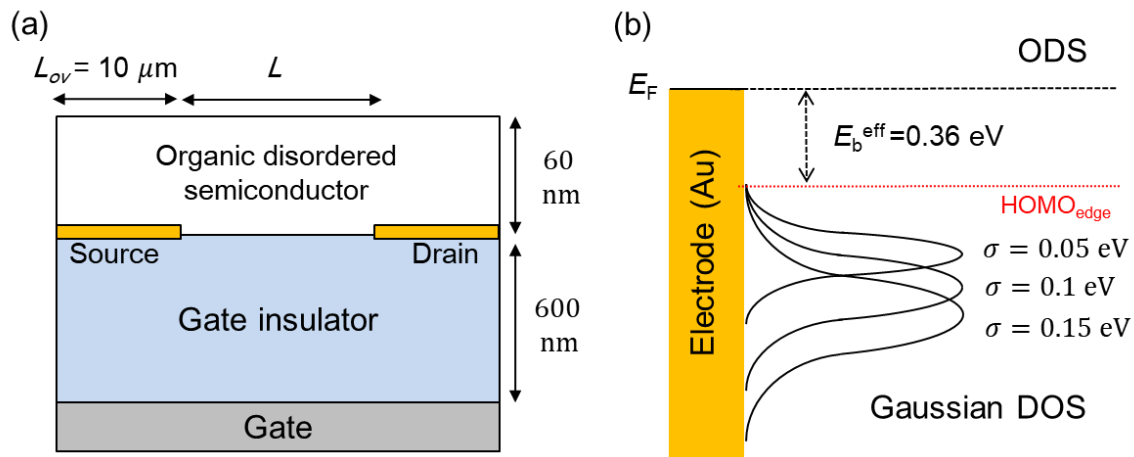 (a)
L_ov = 10 μm
L
Organic disordered
semiconductor
60
nm
Source
Drain
Gate insulator
600
nm
Gate
(b)
ODS
E_F
E_b^eff =0.36 eV
HOMO_edge
Electrode (Au)
σ = 0.05 eV
σ = 0.1 eV
σ = 0.15 eV
Gaussian DOS